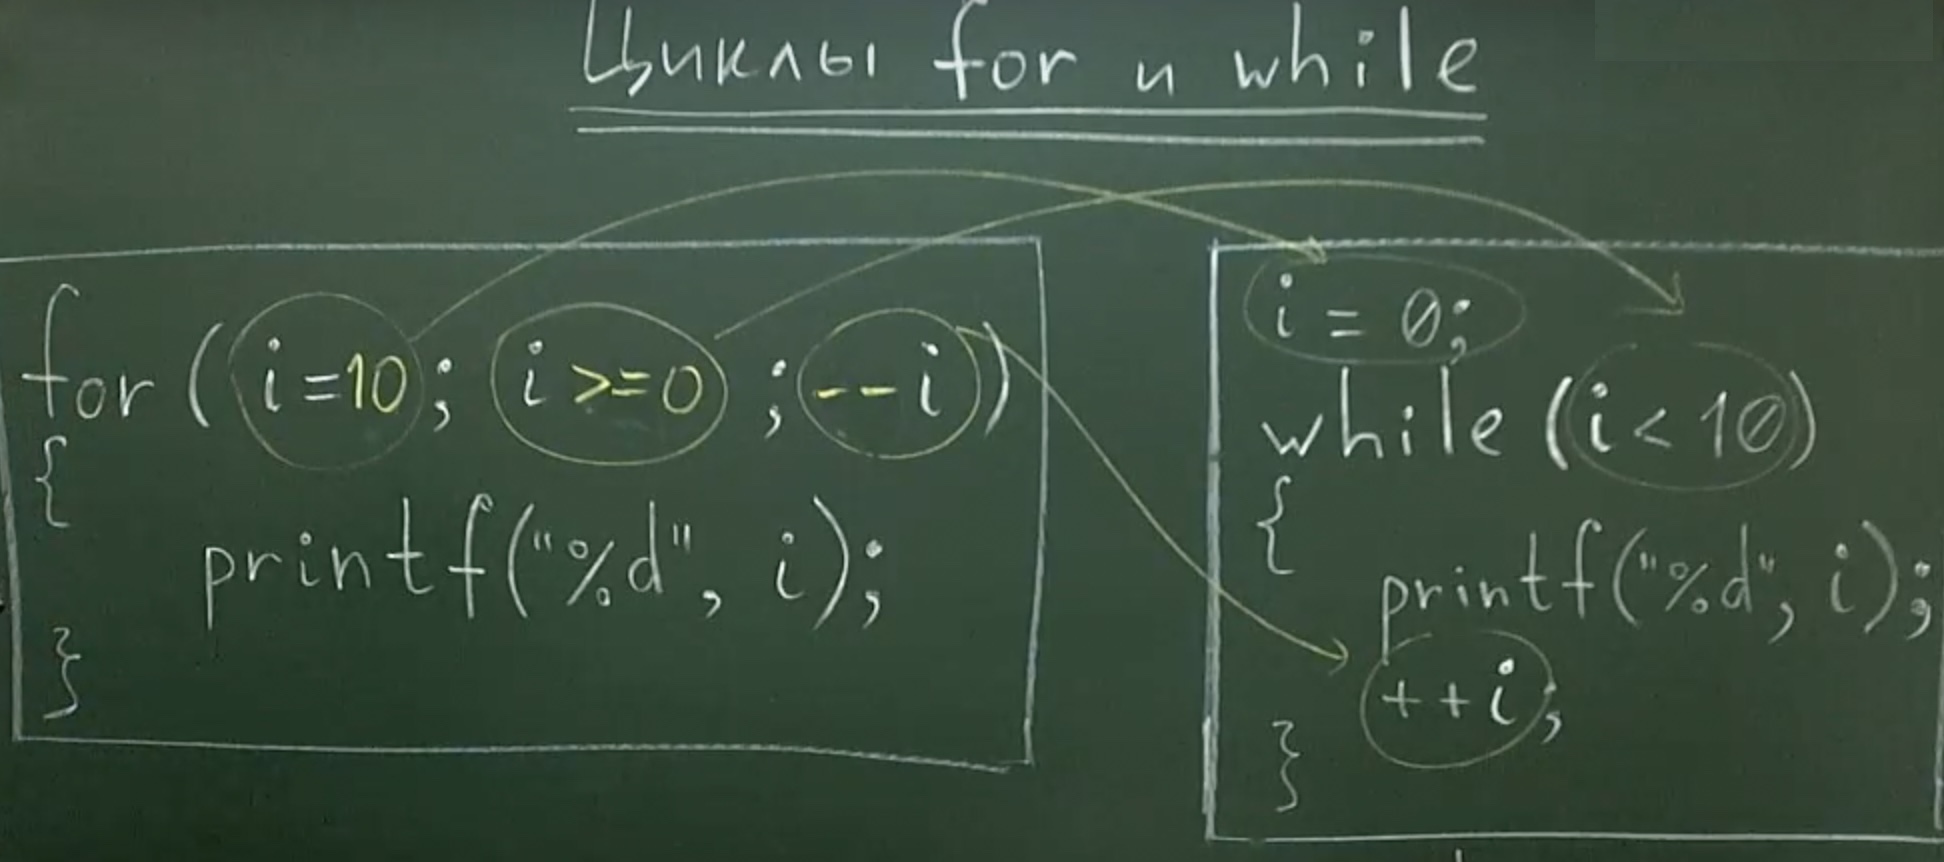 Циклы for и while
for ( i=10; i >=0 ; --i)
{
printf("%d", i);
}
i = 0;
while (i < 10)
{
printf("%d", i);
++i;
}